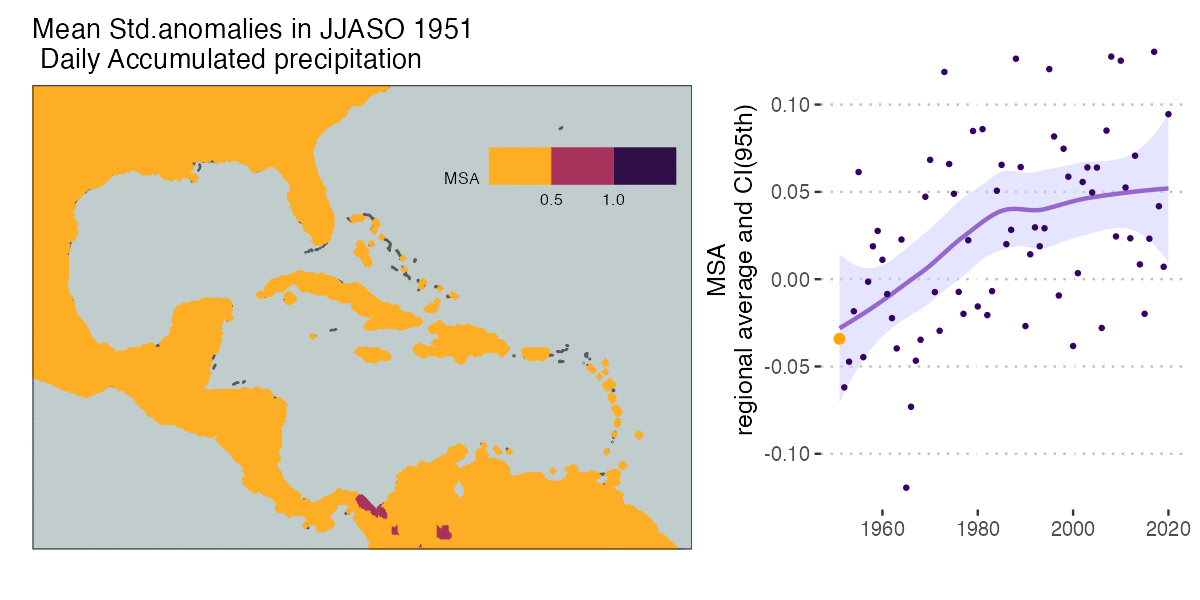 Mean Std.anomalies in JJASO 1951
Daily Accumulated precipitation
MSA
0.5 1.0
MSA
regional average and CI(95th)
0.10
0.05
0.00
-0.05
-0.10
1960 1980 2000 2020